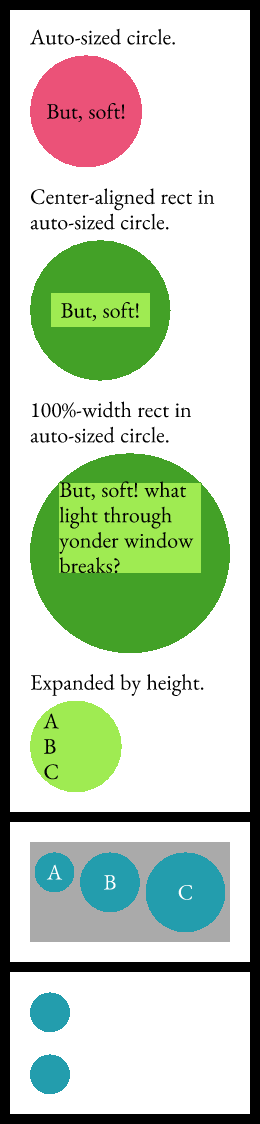 Auto-sized circle.
But, soft!
Center-aligned rect in
auto-sized circle.
But, soft!
100%-width rect in
auto-sized circle.
But, soft! what
light through
yonder window
breaks?
Expanded by height.
A
B
C
A B C